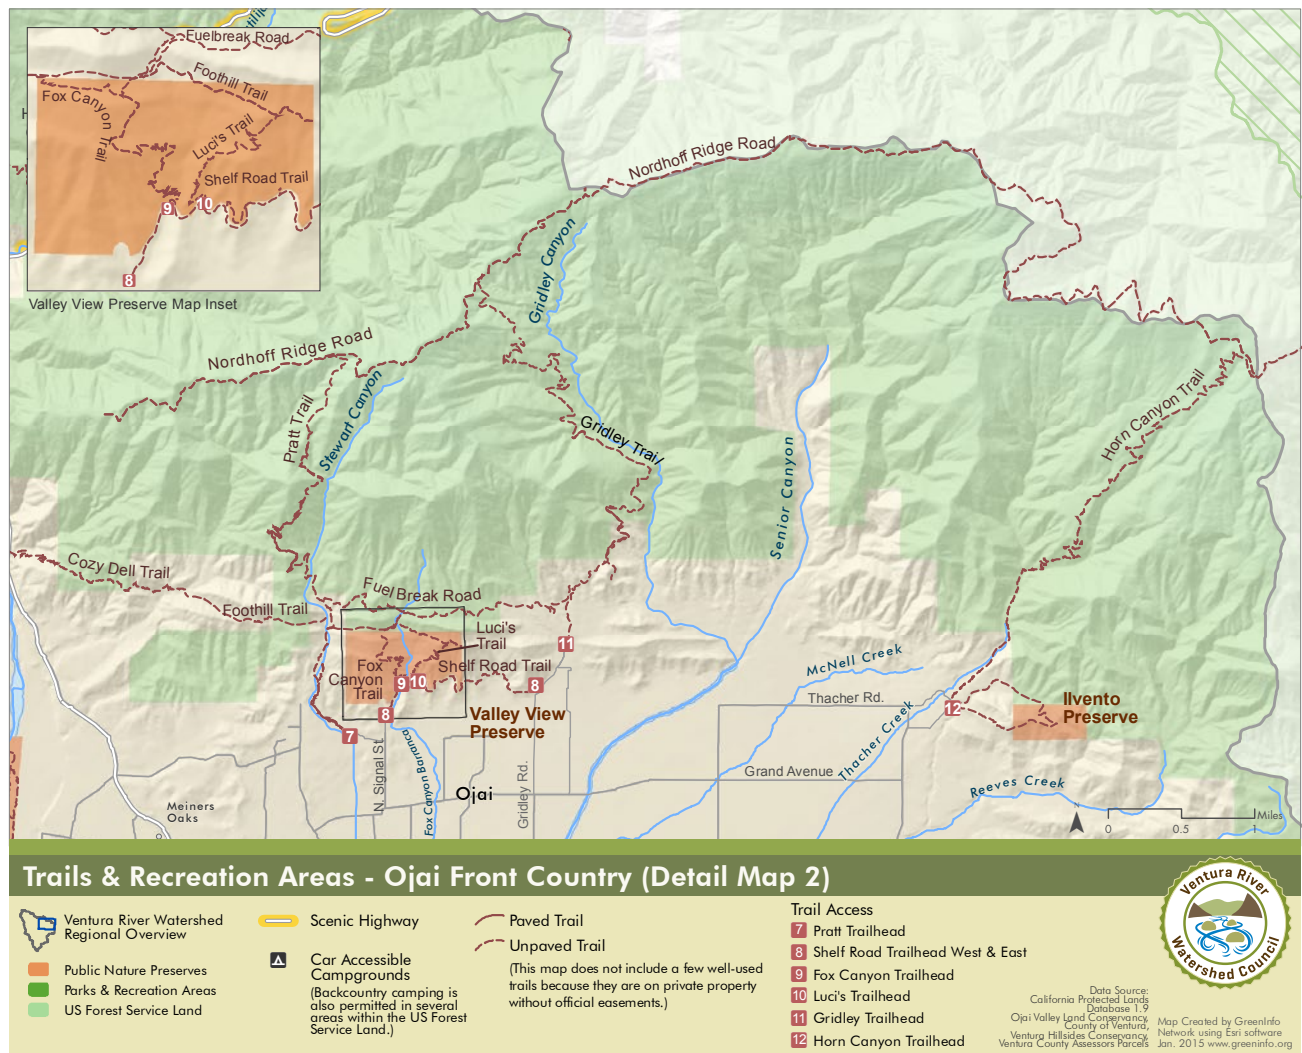 Fuelbreak Road
Foothill Trail
Fox Canyon Trail
Luci's Trail
Shelf Road Trail
9
10
8
Valley View Preserve Map Inset
Nordhoff Ridge Road
Gridley Canyon
Nordhoff Ridge Road
Pratt Trail
Stewart Canyon
Gridley Trail
Senior Canyon
Horn Canyon Trail
Cozy Dell Trail
Foothill Trail
Fuel Break Road
Luci's
Trail
Shelf Road Trail
Fox
Canyon
Trail
9
10
8
8
11
7
Valley View
Preserve
McNell Creek
Thacher Rd.
Thacher Creek
12
Ilvento
Preserve
Grand Avenue
Reeves Creek
N. Signal St.
Fox Canyon Barranca
Gridley Rd.
Ojai
Meiners
Oaks
N
0
0.5
1
Miles
Trails & Recreation Areas - Ojai Front Country (Detail Map 2)
Ventura River Watershed
Regional Overview
Public Nature Preserves
Parks & Recreation Areas
US Forest Service Land
Scenic Highway
Car Accessible
Campgrounds
(Backcountry camping is
also permitted in several
areas within the US Forest
Service Land.)
Paved Trail
Unpaved Trail
(This map does not include a few well-used
trails because they are on private property
without official easements.)
Trail Access
7 Pratt Trailhead
8 Shelf Road Trailhead West & East
9 Fox Canyon Trailhead
10 Luci's Trailhead
11 Gridley Trailhead
12 Horn Canyon Trailhead
Ventura River
Watershed Council
Data Source:
California Protected Lands
Database 1.9
Ojai Valley Land Conservancy,
County of Ventura,
Ventura Hillsides Conservancy,
Ventura County Assessors Parcels
Map Created by GreenInfo
Network using Esri software
Jan. 2015 www.greeninfo.org